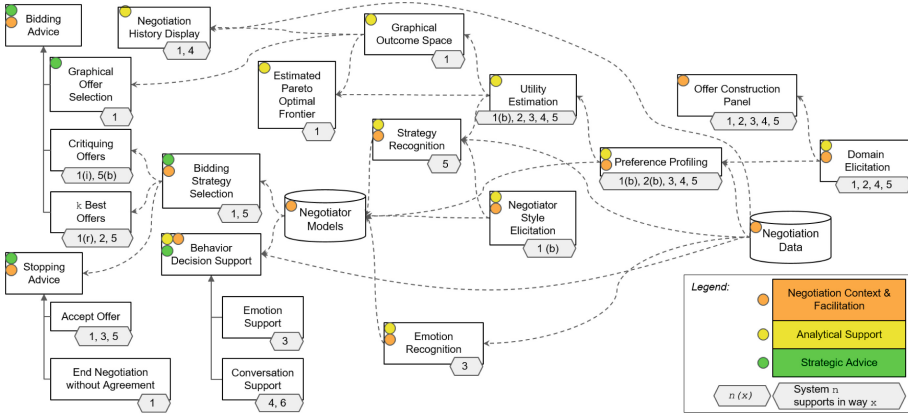 Bidding
Advice
Negotiation
History Display
1, 4
Graphical
Outcome Space
1
Graphical
Offer
Selection
1
Estimated
Pareto
Optimal
Frontier
1
Utility
Estimation
1(b), 2, 3, 4, 5
Offer Construction
Panel
1, 2, 3, 4, 5
Critiquing
Offers
1(i), 5(b)
Strategy
Recognition
5
Bidding
Strategy
Selection
1, 5
Preference Profiling
1(b), 2(b), 3, 4, 5
Domain
Elicitation
1, 2, 4, 5
k Best
Offers
1(r), 2, 5
Negotiator
Models
Negotiator
Style
Elicitation
1 (b)
Negotiation
Data
Stopping
Advice
Behavior
Decision Support
Accept Offer
1, 3, 5
Emotion
Support
3
Emotion
Recognition
3
End Negotiation
without Agreement
1
Conversation
Support
4, 6
Legend:
Negotiation Context &
Facilitation
Analytical Support
Strategic Advice
n(x)
System n
supports in way x